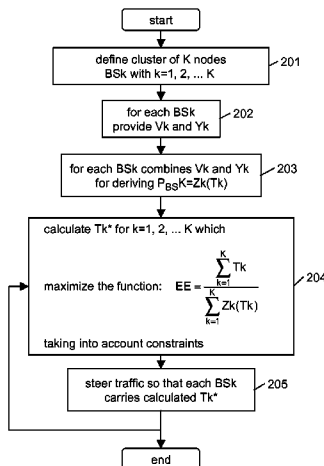 start
define cluster of K nodes
BSk with k=1, 2, ... K
201
for each BSk
provide Vk and Yk
202
for each BSk combines Vk and Yk
for deriving PBSK=Zk(Tk)
203
calculate Tk* for k=1, 2, ... K which
maximize the function: EE = K ∑ k=1 Tk / K ∑ k=1 Zk(Tk)
taking into account constraints
204
steer traffic so that each BSk
carries calculated Tk*
205
end